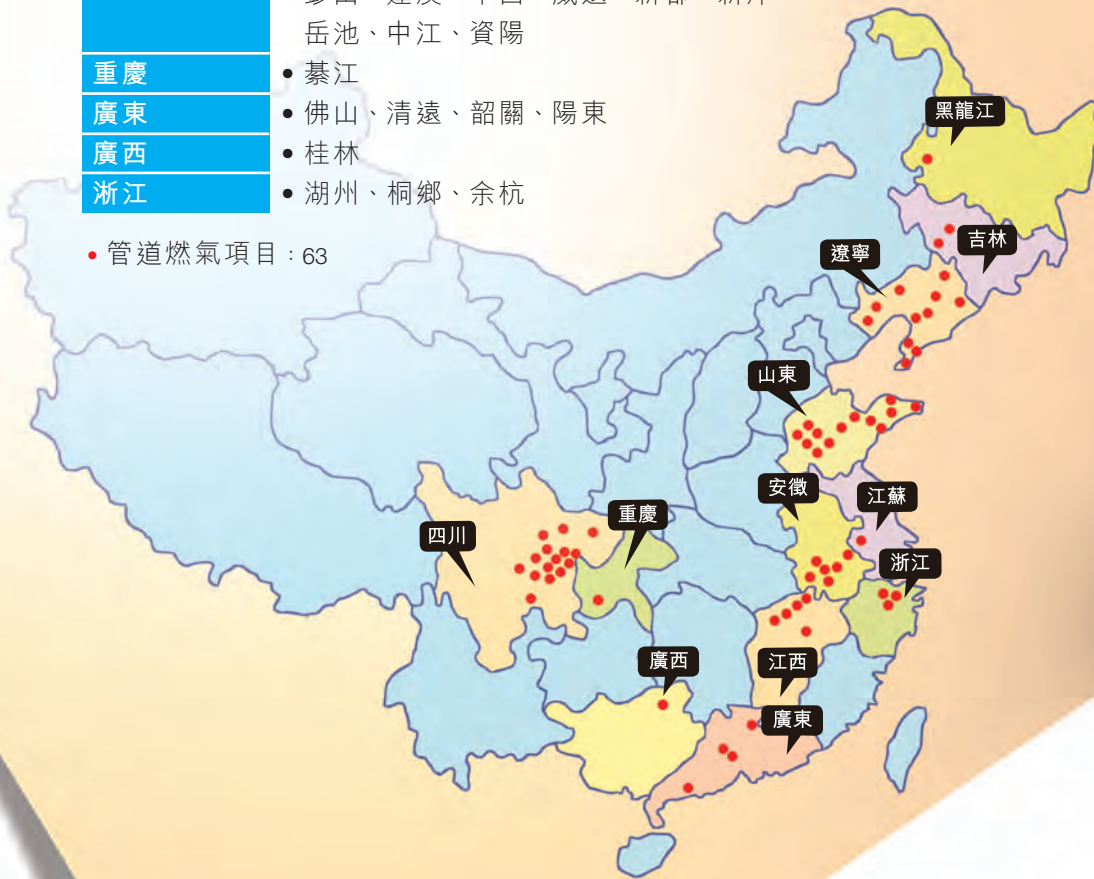 岳池、中江、資陽
重慶 • 綦江
廣東 • 佛山、清遠、韶關、陽東
廣西 • 桂林
浙江 • 湖州、桐鄉、余杭
• 管道燃氣項目：63
黑龍江
吉林
遼寧
山東
安徽
江蘇
重慶
四川
浙江
廣西
江西
廣東